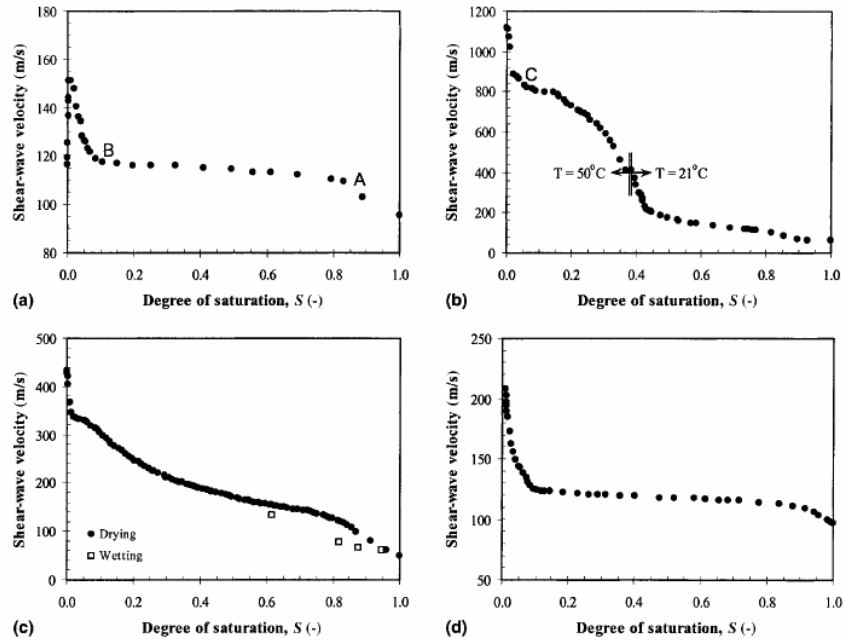 180
160
140
120
100
80
Shear-wave velocity (m/s)
B
A
0.0 0.2 0.4 0.6 0.8 1.0
(a)
Degree of saturation, S (-)
1200
1000
800
600
400
200
0
Shear-wave velocity (m/s)
C
T = 50°C
T = 21°C
0.0 0.2 0.4 0.6 0.8 1.0
(b)
Degree of saturation, S (-)
500
400
300
200
100
0
Shear-wave velocity (m/s)
Drying
Wetting
0.0 0.2 0.4 0.6 0.8 1.0
(c)
Degree of saturation, S (-)
250
200
150
100
50
Shear-wave velocity (m/s)
0.0 0.2 0.4 0.6 0.8 1.0
(d)
Degree of saturation, S (-)